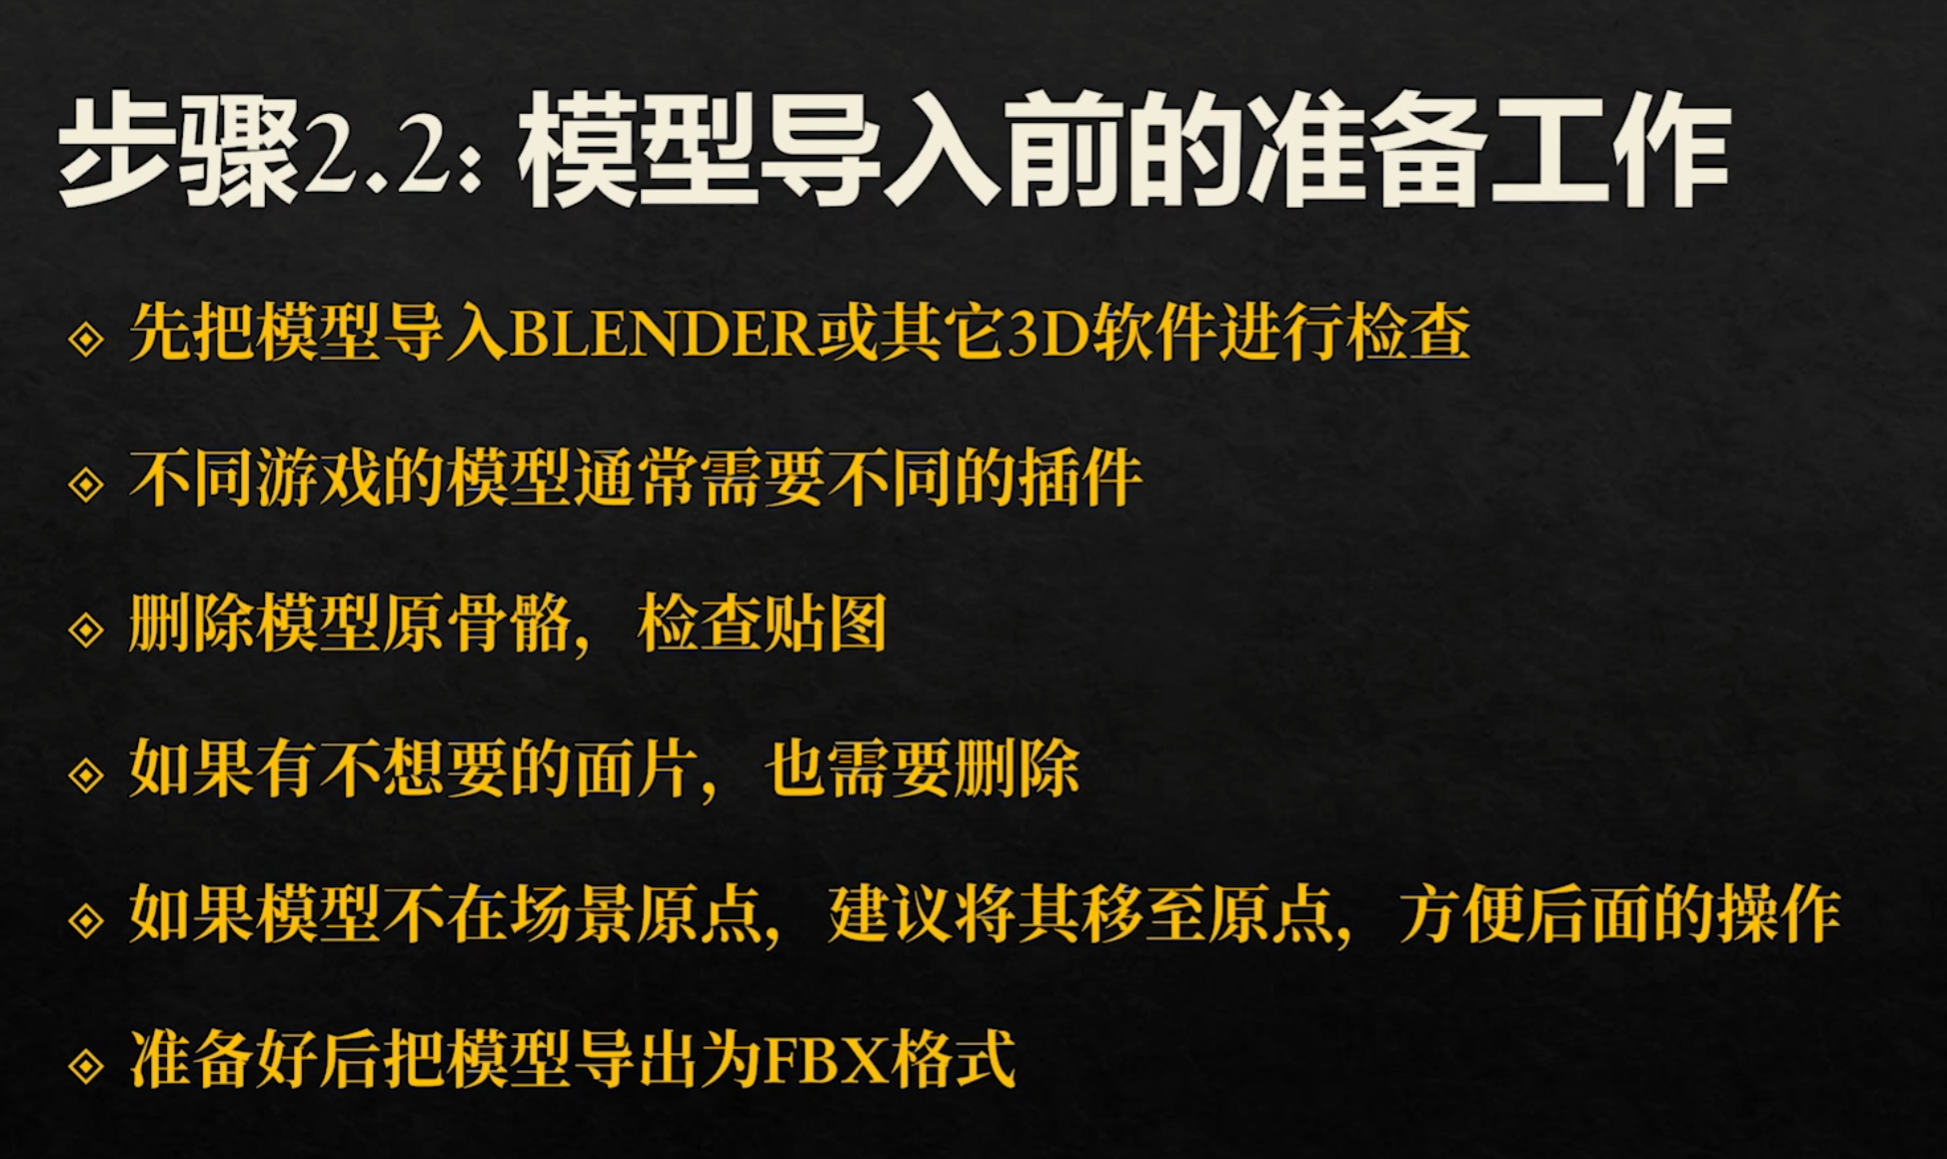 步骤2.2: 模型导入前的准备工作
先把模型导入BLENDER或其它3D软件进行检查
不同游戏的模型通常需要不同的插件
删除模型原骨骼，检查贴图
如果有不想要的面片，也需要删除
如果模型不在场景原点，建议将其移至原点，方便后面的操作
准备好后把模型导出为FBX格式